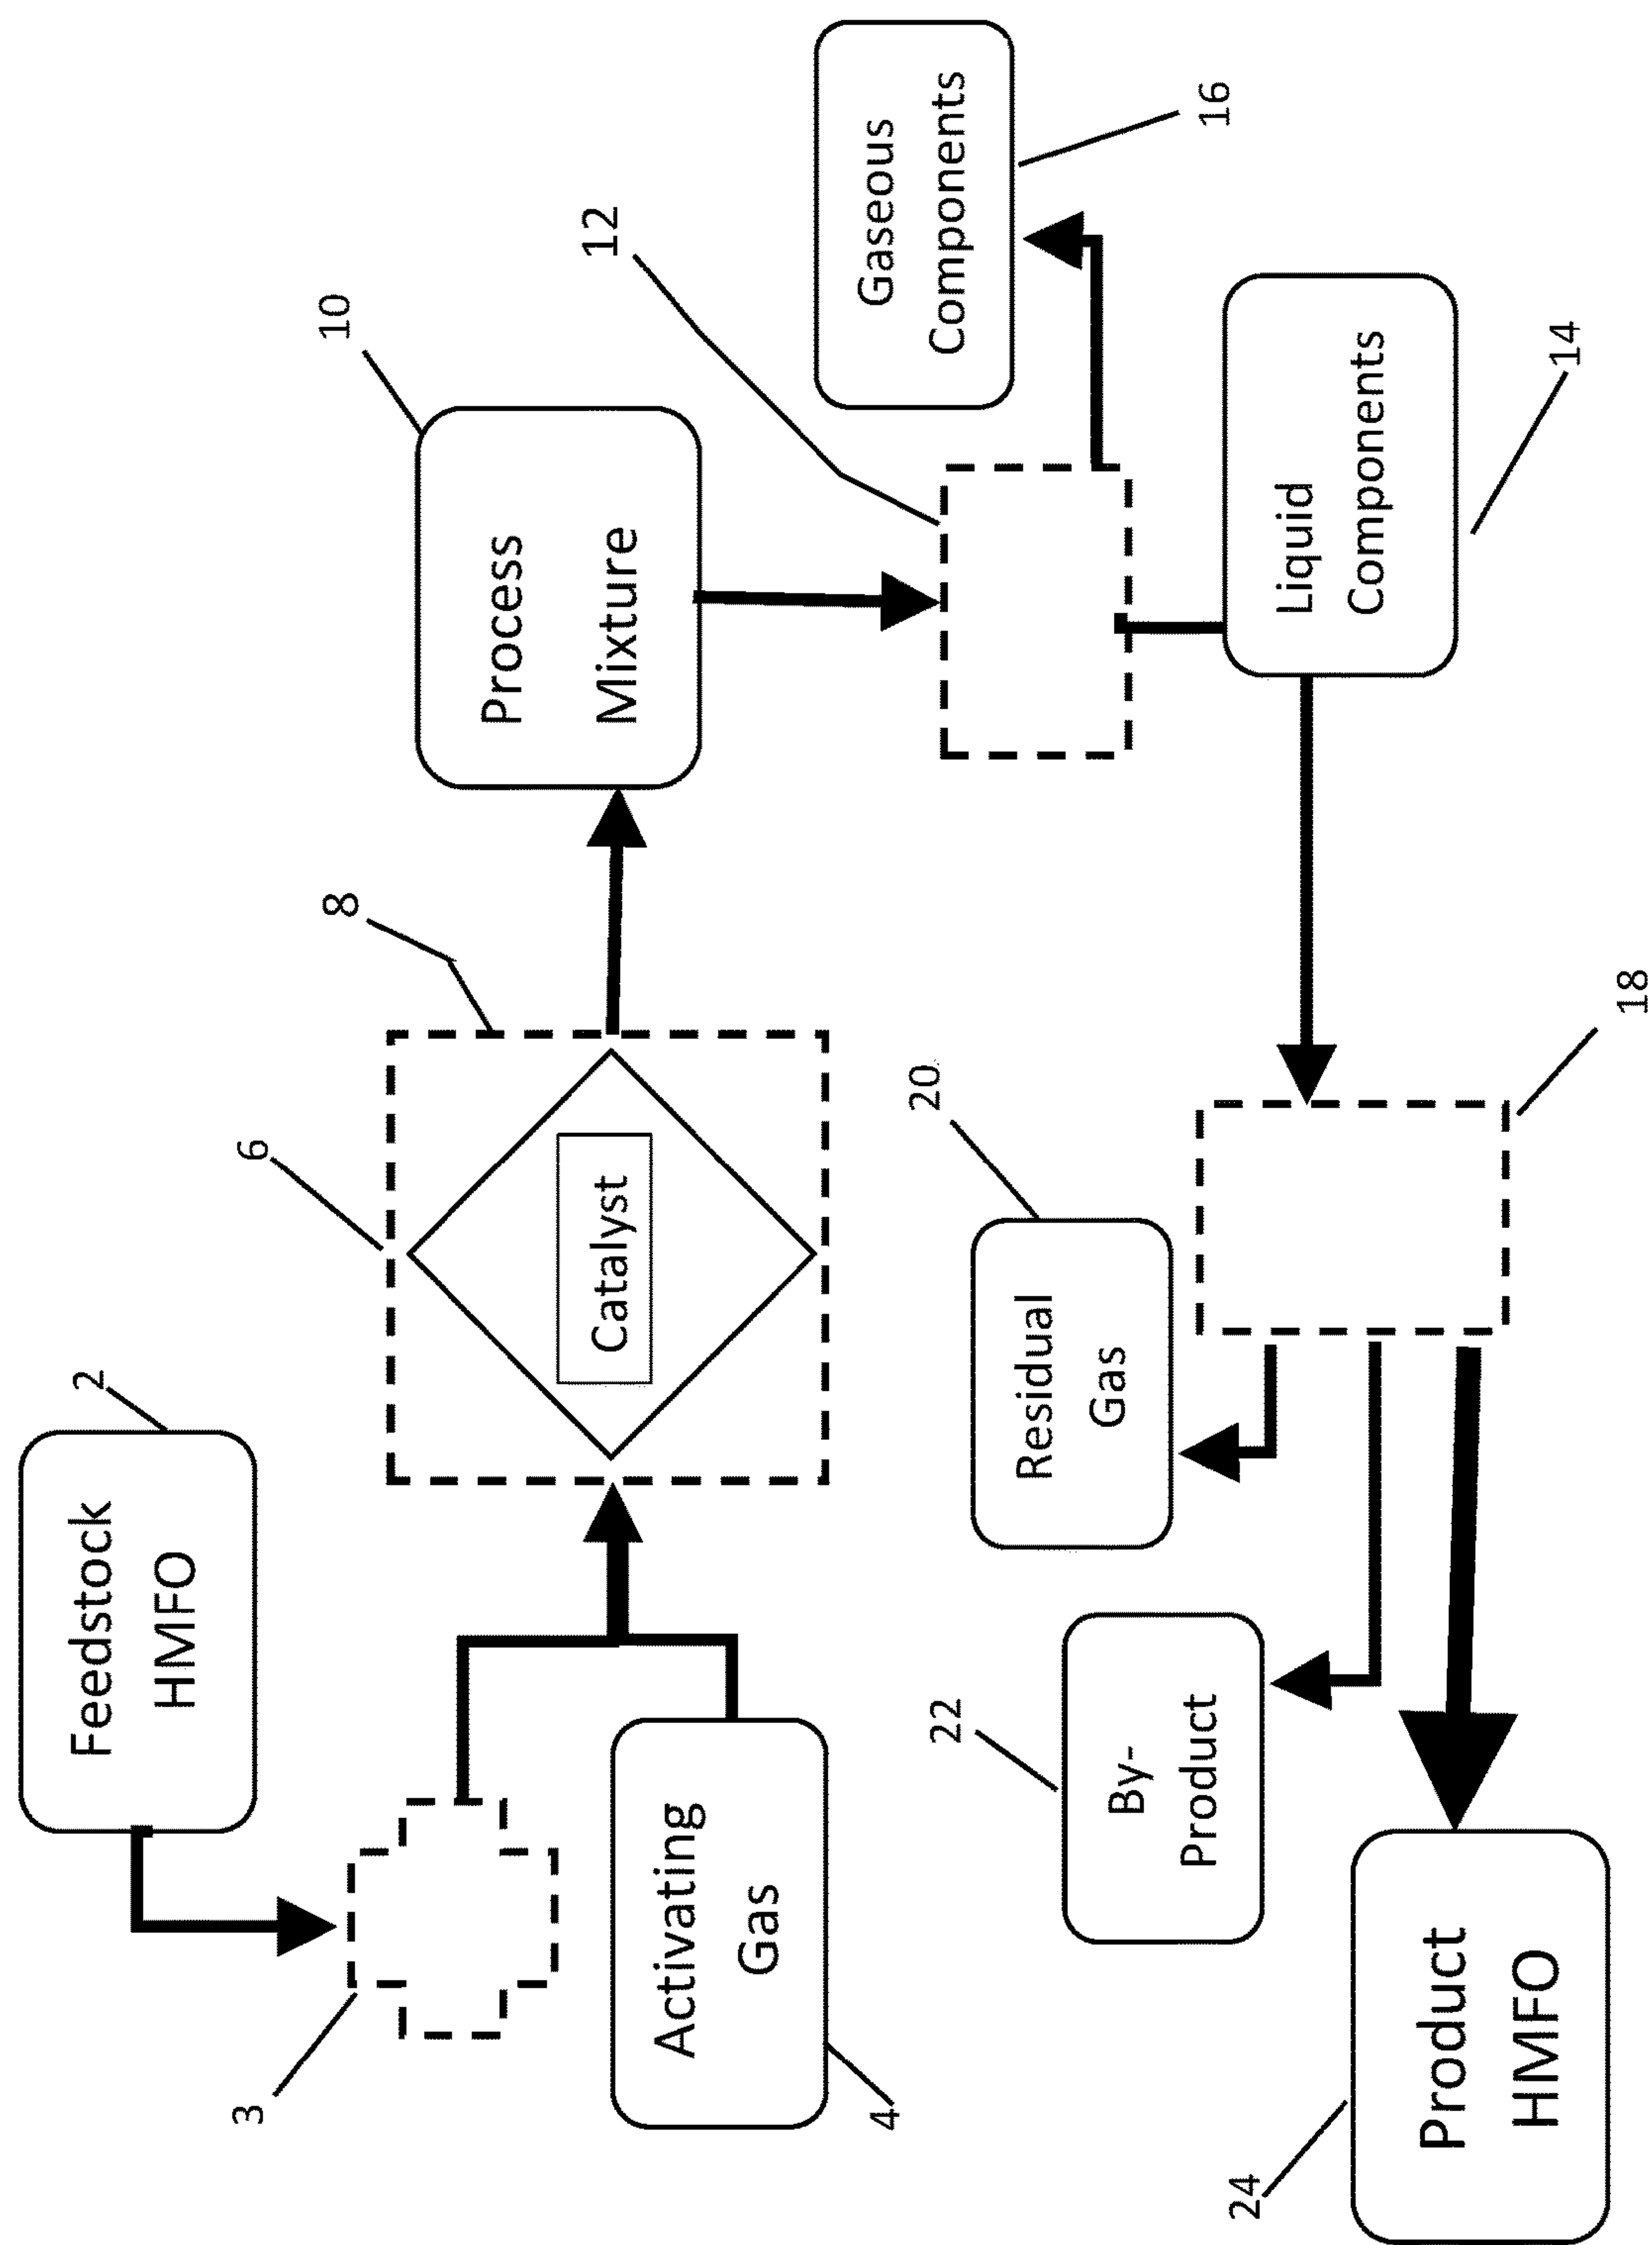 2
Feedstock
HMFO
3
Activating
Gas
4
6
8
Catalyst
10
Process
Mixture
12
Gaseous
Components
16
Liquid
Components
14
18
20
Residual
Gas
22
By-
Product
24
Product
HMFO